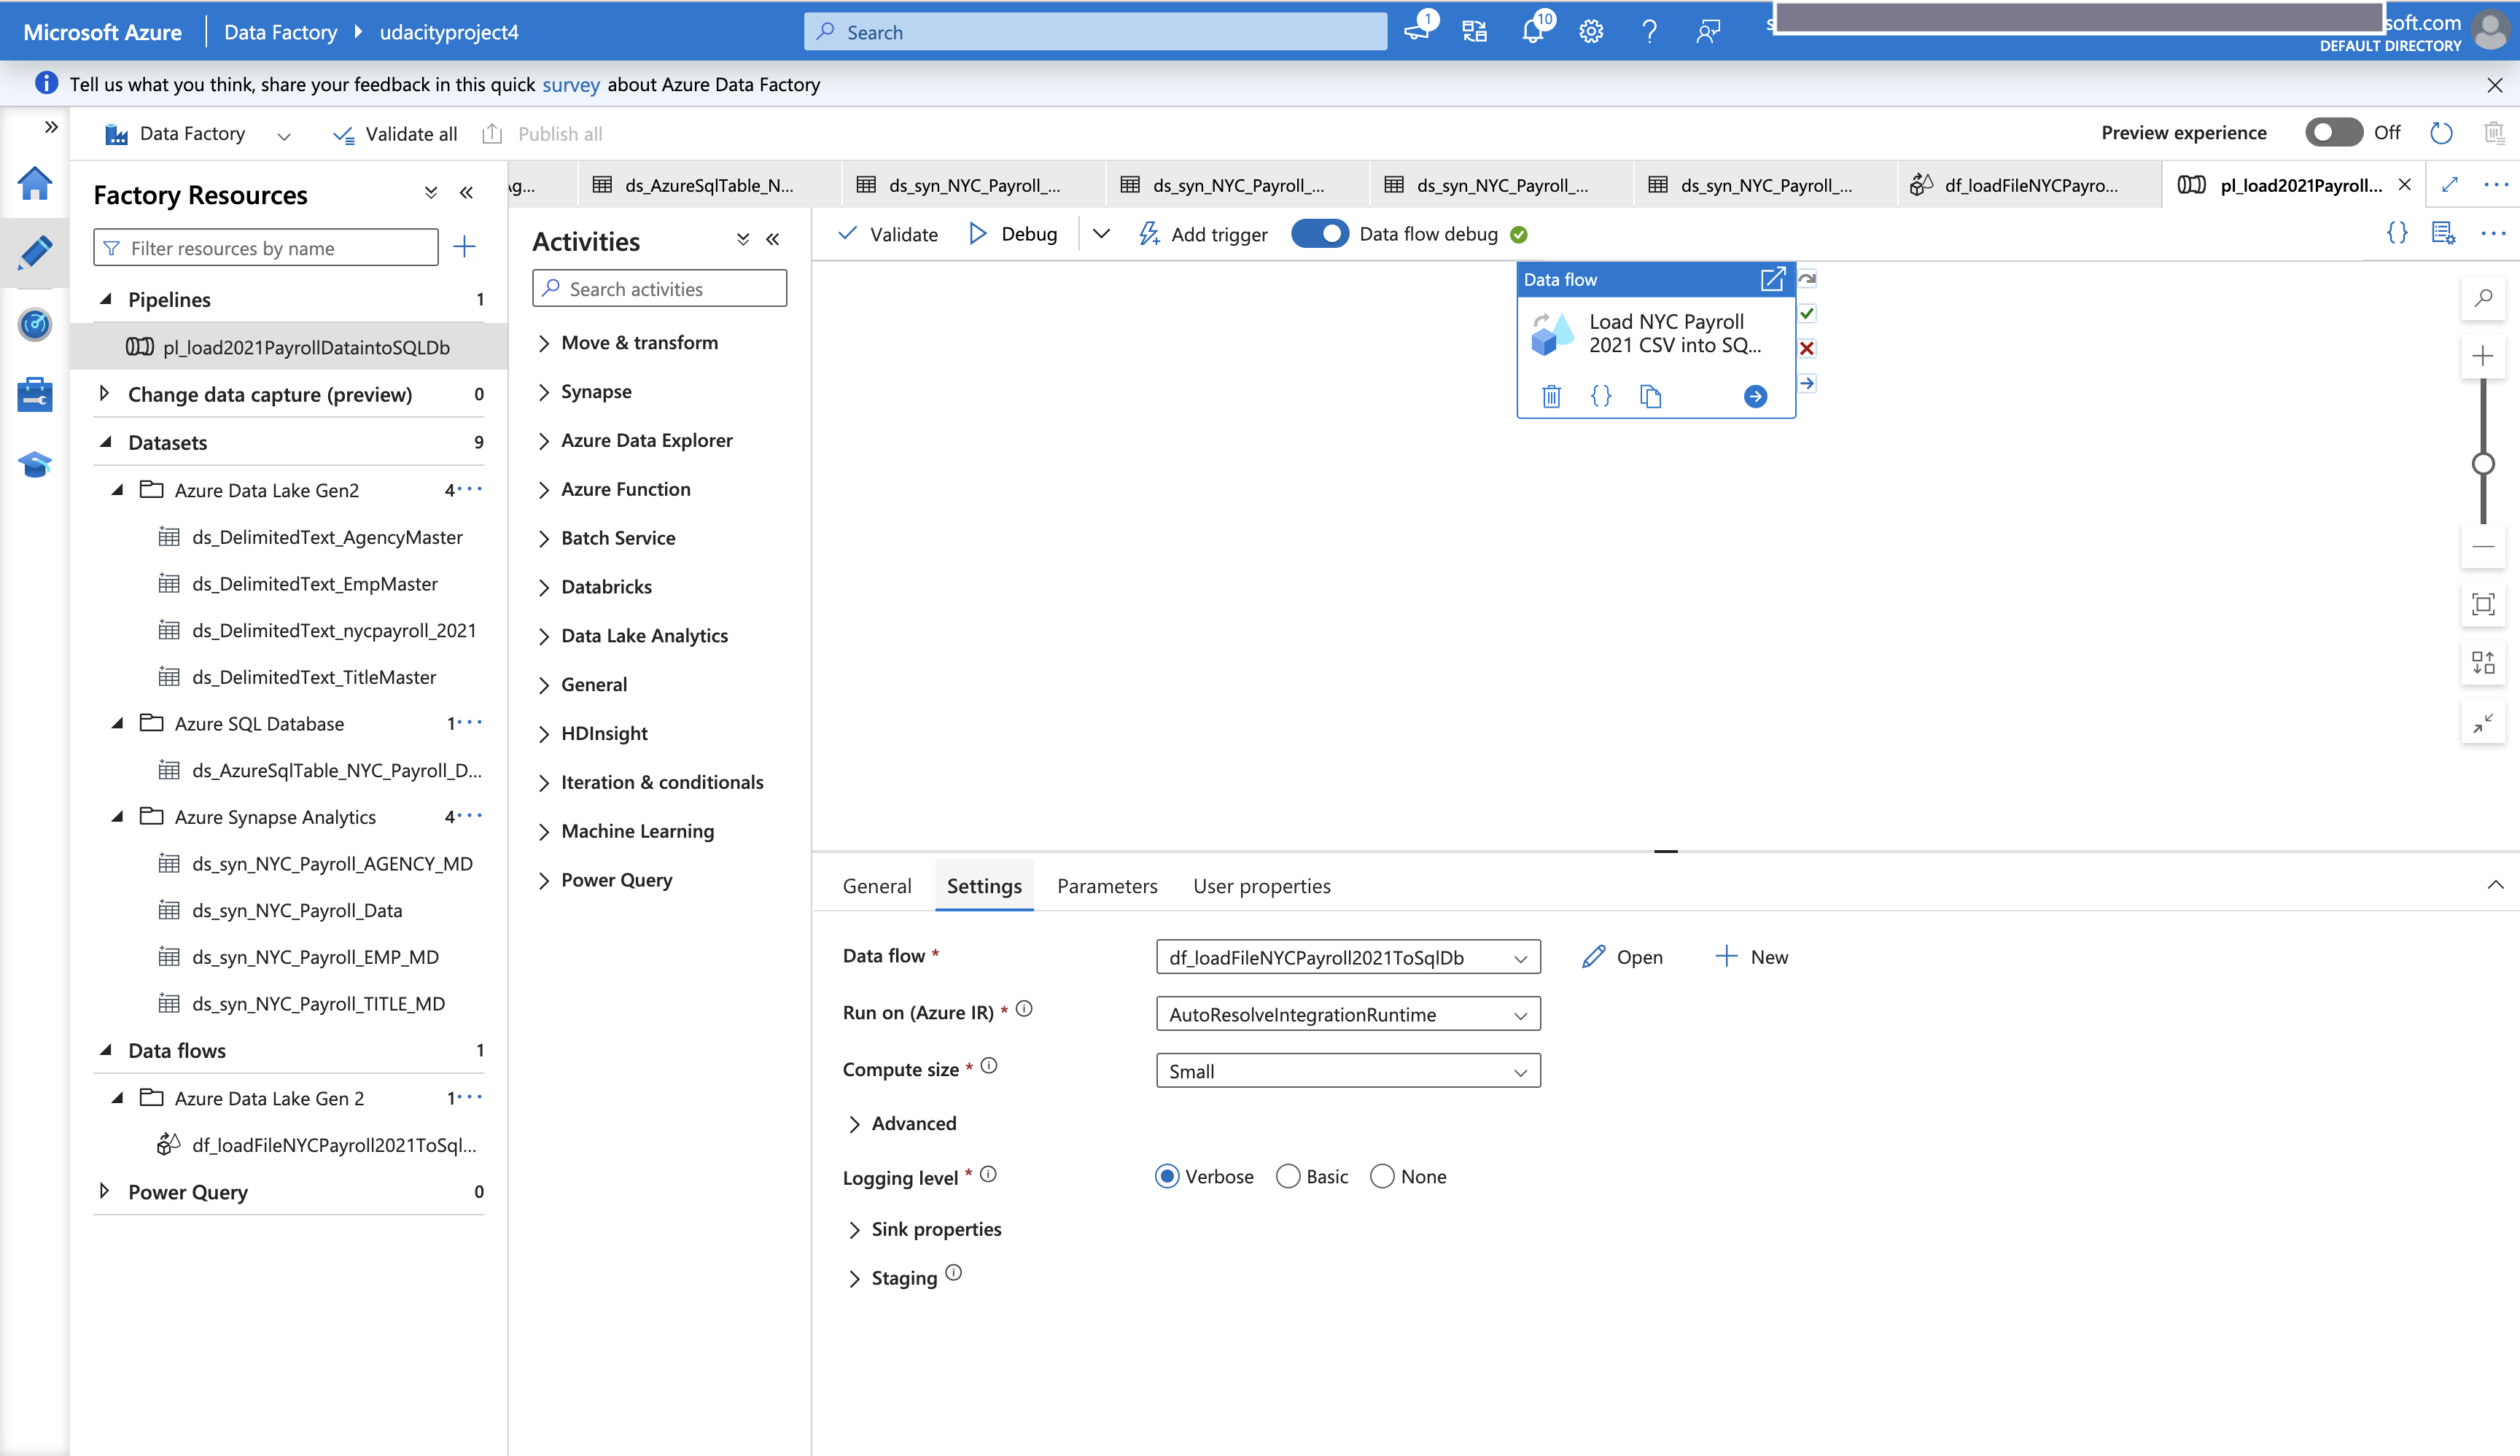 Microsoft Azure
Data Factory
udacityproject4
Search
1
10
soft.com
DEFAULT DIRECTORY
Tell us what you think, share your feedback in this quick survey about Azure Data Factory
Data Factory
Validate all
Publish all
Preview experience
Off
Factory Resources
Filter resources by name
Pipelines 1
pl_load2021PayrollDataintoSQLDb
Change data capture (preview) 0
Datasets 9
Azure Data Lake Gen2 4
ds_DelimitedText_AgencyMaster
ds_DelimitedText_EmpMaster
ds_DelimitedText_nycpayroll_2021
ds_DelimitedText_TitleMaster
Azure SQL Database 1
ds_AzureSqlTable_NYC_Payroll_D...
Azure Synapse Analytics 4
ds_syn_NYC_Payroll_AGENCY_MD
ds_syn_NYC_Payroll_Data
ds_syn_NYC_Payroll_EMP_MD
ds_syn_NYC_Payroll_TITLE_MD
Data flows 1
Azure Data Lake Gen 2 1
df_loadFileNYCPayroll2021ToSql...
Power Query 0
ds_AzureSqlTable_N...
ds_syn_NYC_Payroll_...
ds_syn_NYC_Payroll_...
ds_syn_NYC_Payroll_...
ds_syn_NYC_Payroll_...
df_loadFileNYCPayro...
pl_load2021Payroll...
Activities
Search activities
Move & transform
Synapse
Azure Data Explorer
Azure Function
Batch Service
Databricks
Data Lake Analytics
General
HDInsight
Iteration & conditionals
Machine Learning
Power Query
Validate
Debug
Add trigger
Data flow debug
Data flow
Load NYC Payroll
2021 CSV into SQ...
General
Settings
Parameters
User properties
Data flow *
df_loadFileNYCPayroll2021ToSqlDb
Open
New
Run on (Azure IR) *
AutoResolveIntegrationRuntime
Compute size *
Small
Advanced
Logging level *
Verbose
Basic
None
Sink properties
Staging